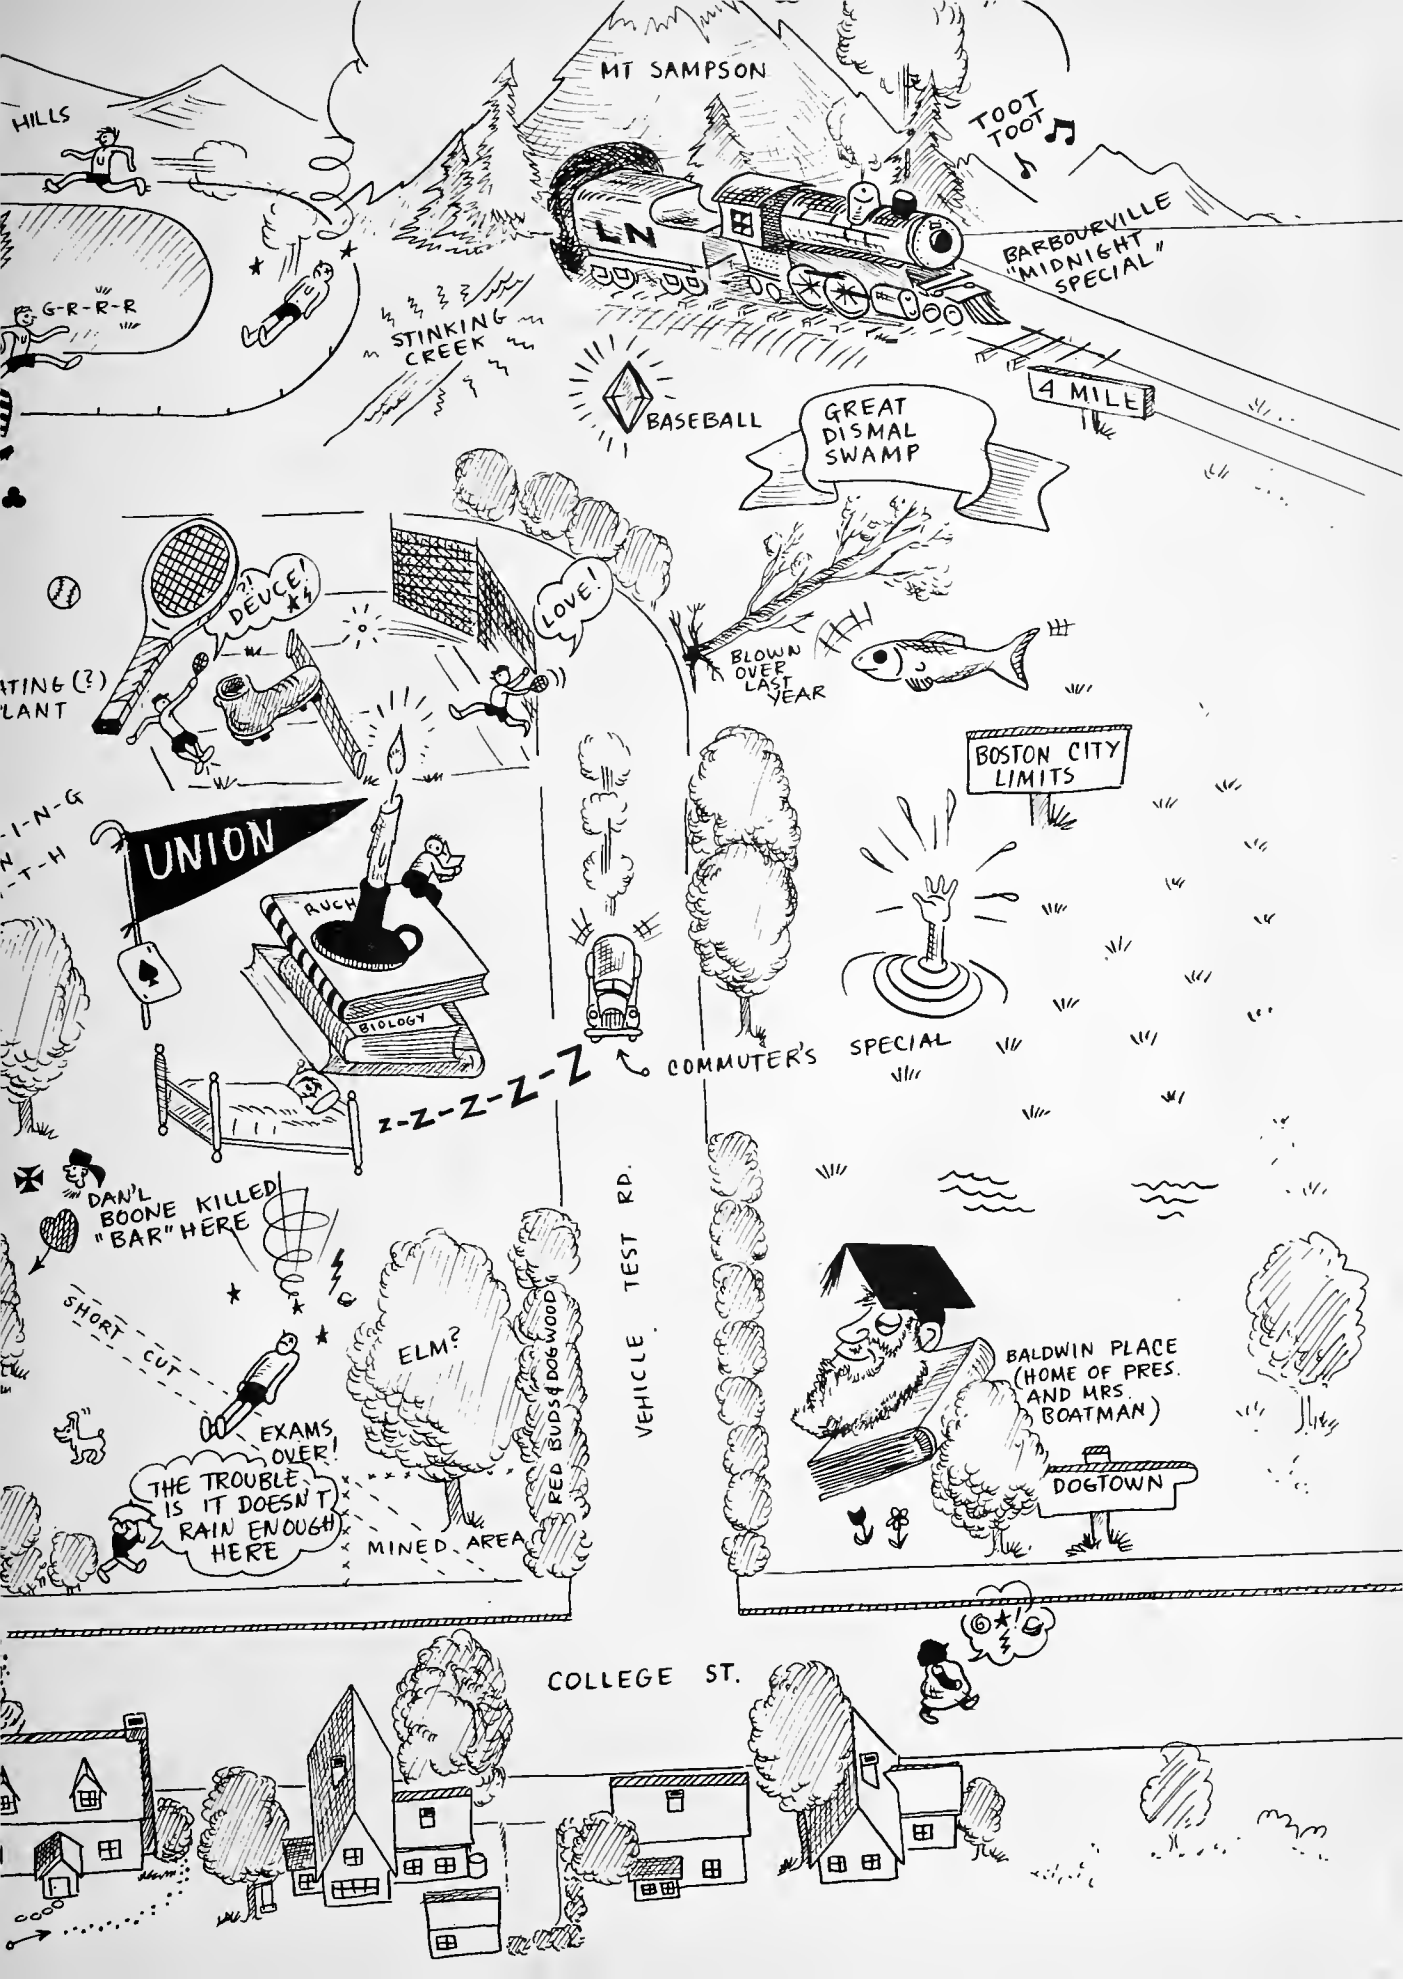 MT SAMPSON
HILLS
TOOT
TOOT
BARBOURVILLE
"MIDNIGHT
SPECIAL"
LN
G-R-R-R
STINKING
CREEK
4 MILE
BASEBALL
GREAT
DISMAL
SWAMP
?!
DEUCE!
LOVE!
BLOWN
OVER
LAST
YEAR
ATING (?)
LANT
BOSTON CITY
LIMITS
-I-N-G
N
-T-H
UNION
RUCH
BIOLOGY
COMMUTER'S SPECIAL
Z-Z-Z-Z-Z
DAN'L
BOONE KILLED
"BAR" HERE
SHORT CUT
ELM?
RED BUDS & DOGWOOD
VEHICLE TEST RD.
BALDWIN PLACE
(HOME OF PRES.
AND MRS.
BOATMAN)
EXAMS
OVER!
DOGTOWN
THE TROUBLE
IS IT DOESN'T
RAIN ENOUGH
HERE
MINED AREA
COLLEGE ST.
U
U